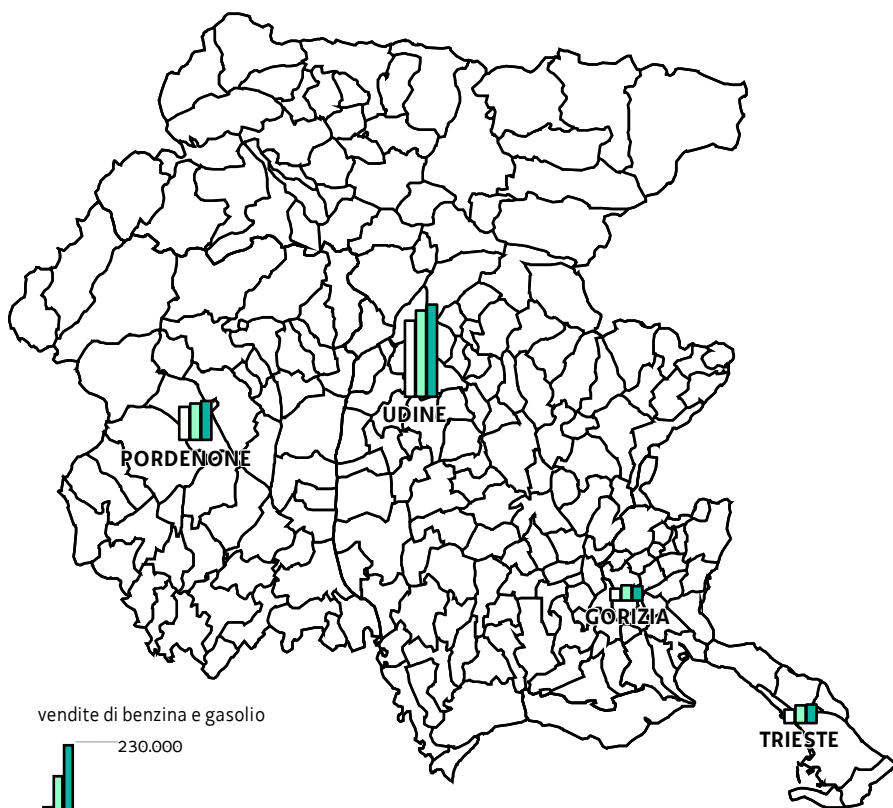 UDINE
PORDENONE
GORIZIA
TRIESTE
vendite di benzina e gasolio
230.000